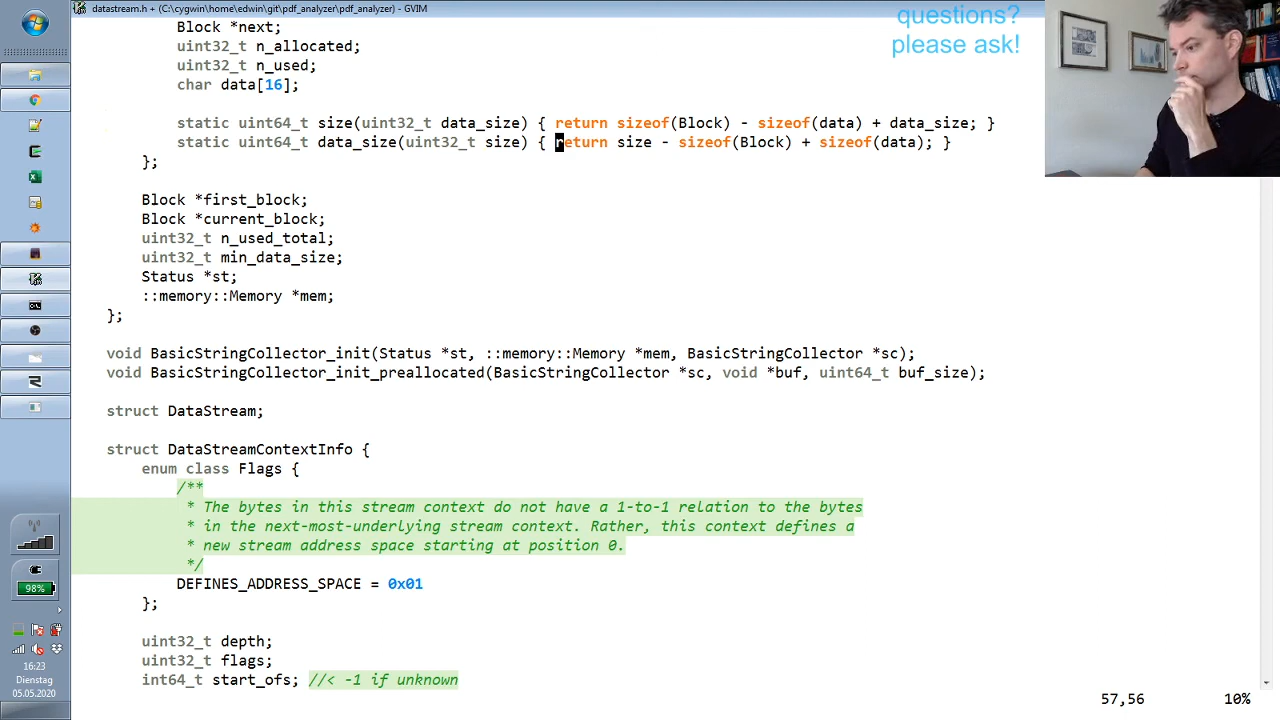 datastream.h + (C:\cygwin\home\edwin\git\pdf_analyzer\pdf_analyzer) - GVIM
questions?
please ask!
Block *next;
uint32_t n_allocated;
uint32_t n_used;
char data[16];
static uint64_t size(uint32_t data_size) { return sizeof(Block) - sizeof(data) + data_size; }
static uint64_t data_size(uint32_t size) { return size - sizeof(Block) + sizeof(data); }
};
Block *first_block;
Block *current_block;
uint32_t n_used_total;
uint32_t min_data_size;
Status *st;
::memory::Memory *mem;
};
void BasicStringCollector_init(Status *st, ::memory::Memory *mem, BasicStringCollector *sc);
void BasicStringCollector_init_preallocated(BasicStringCollector *sc, void *buf, uint64_t buf_size);
struct DataStream;
struct DataStreamContextInfo {
enum class Flags {
/**
* The bytes in this stream context do not have a 1-to-1 relation to the bytes
* in the next-most-underlying stream context. Rather, this context defines a
* new stream address space starting at position 0.
*/
DEFINES_ADDRESS_SPACE = 0x01
};
uint32_t depth;
uint32_t flags;
int64_t start_ofs; //< -1 if unknown
57,56 10%
98%
16:23
Dienstag
05.05.2020